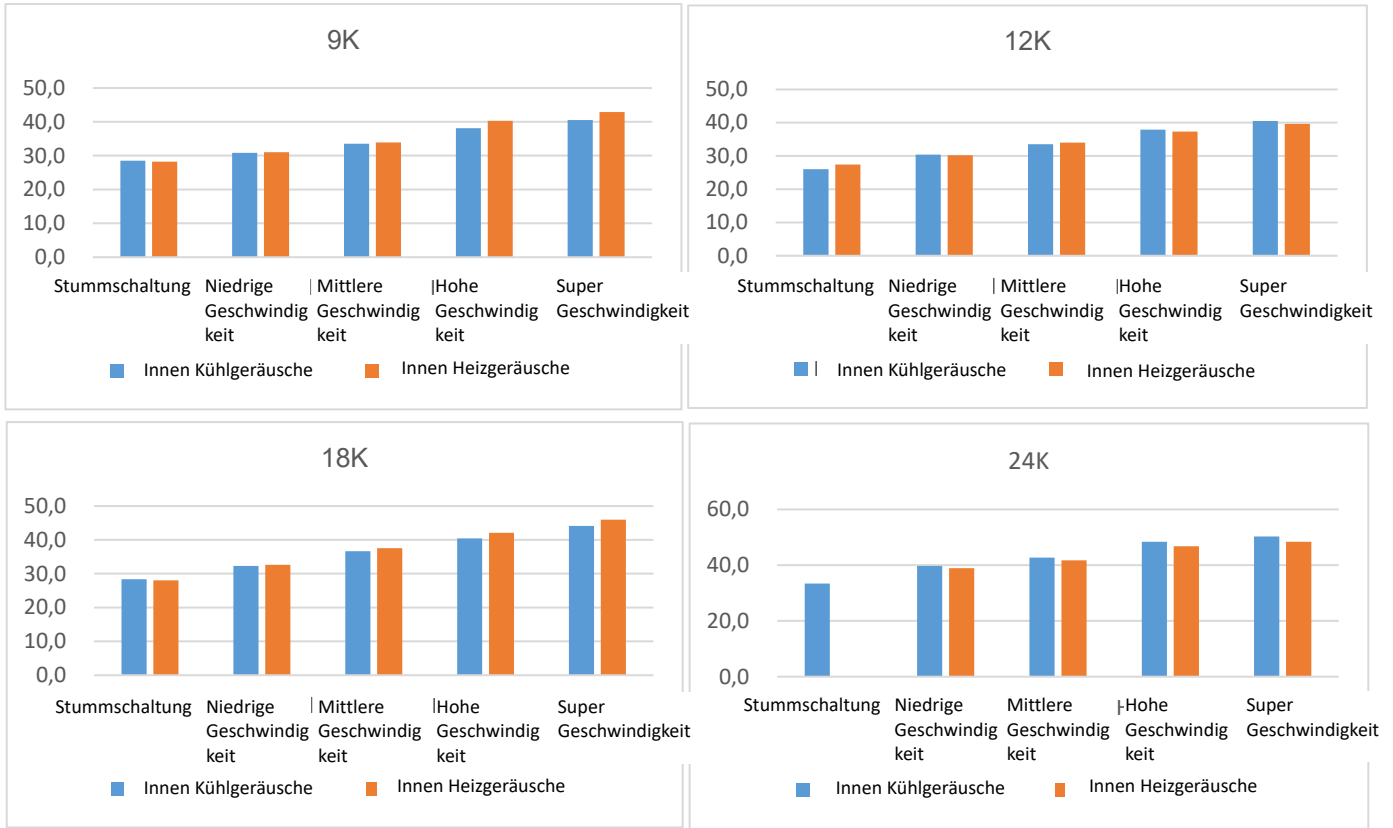 9K
50,0
40,0
30,0
20,0
10,0
0,0
Stummschaltung Niedrige Mittlere Hohe Super
Geschwindig Geschwindig Geschwindig Geschwindigkeit
keit keit keit
Innen Kühlgeräusche Innen Heizgeräusche
12K
50,0
40,0
30,0
20,0
10,0
0,0
Stummschaltung Niedrige Mittlere Hohe Super
Geschwindig Geschwindig Geschwindig Geschwindigkeit
keit keit keit
Innen Kühlgeräusche Innen Heizgeräusche
18K
50,0
40,0
30,0
20,0
10,0
0,0
Stummschaltung Niedrige Mittlere Hohe Super
Geschwindig Geschwindig Geschwindig Geschwindigkeit
keit keit keit
Innen Kühlgeräusche Innen Heizgeräusche
24K
60,0
40,0
20,0
0,0
Stummschaltung Niedrige Mittlere Hohe Super
Geschwindig Geschwindig Geschwindig Geschwindigkeit
keit keit keit
Innen Kühlgeräusche Innen Heizgeräusche